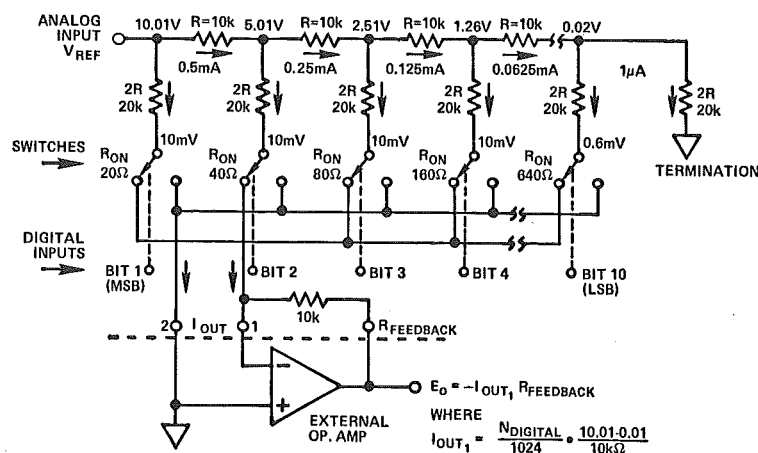 ANALOG INPUT VREF
10.01V R=10k 5.01V R=10k 2.51V R=10k 1.26V R=10k 0.02V
0.5mA 0.25mA 0.125mA 0.0625mA 1μA
2R 20k 2R 20k 2R 20k 2R 20k 2R 20k 2R 20k
10mV 10mV 10mV 10mV 0.6mV
TERMINATION
SWITCHES
RON 20Ω RON 40Ω RON 80Ω RON 160Ω RON 640Ω
DIGITAL INPUTS
BIT 1 (MSB) BIT 2 BIT 3 BIT 4 BIT 10 (LSB)
10k
2 IOUT 1 RFEEDBACK
−
+
EXTERNAL OP. AMP
EO = −IOUT1 RFEEDBACK
WHERE
IOUT1 = NDIGITAL/1024 • 10.01-0.01/10kΩ